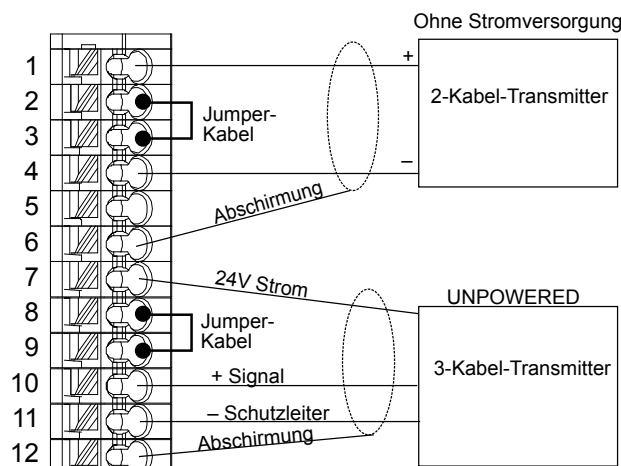 Ohne Stromversorgung
1
+
2
2-Kabel-Transmitter
Jumper-
Kabel
3
4
–
Abschirmung
5
6
7
24V Strom
UNPOWERED
8
Jumper-
Kabel
9
3-Kabel-Transmitter
10
+ Signal
11
– Schutzleiter
Abschirmung
12